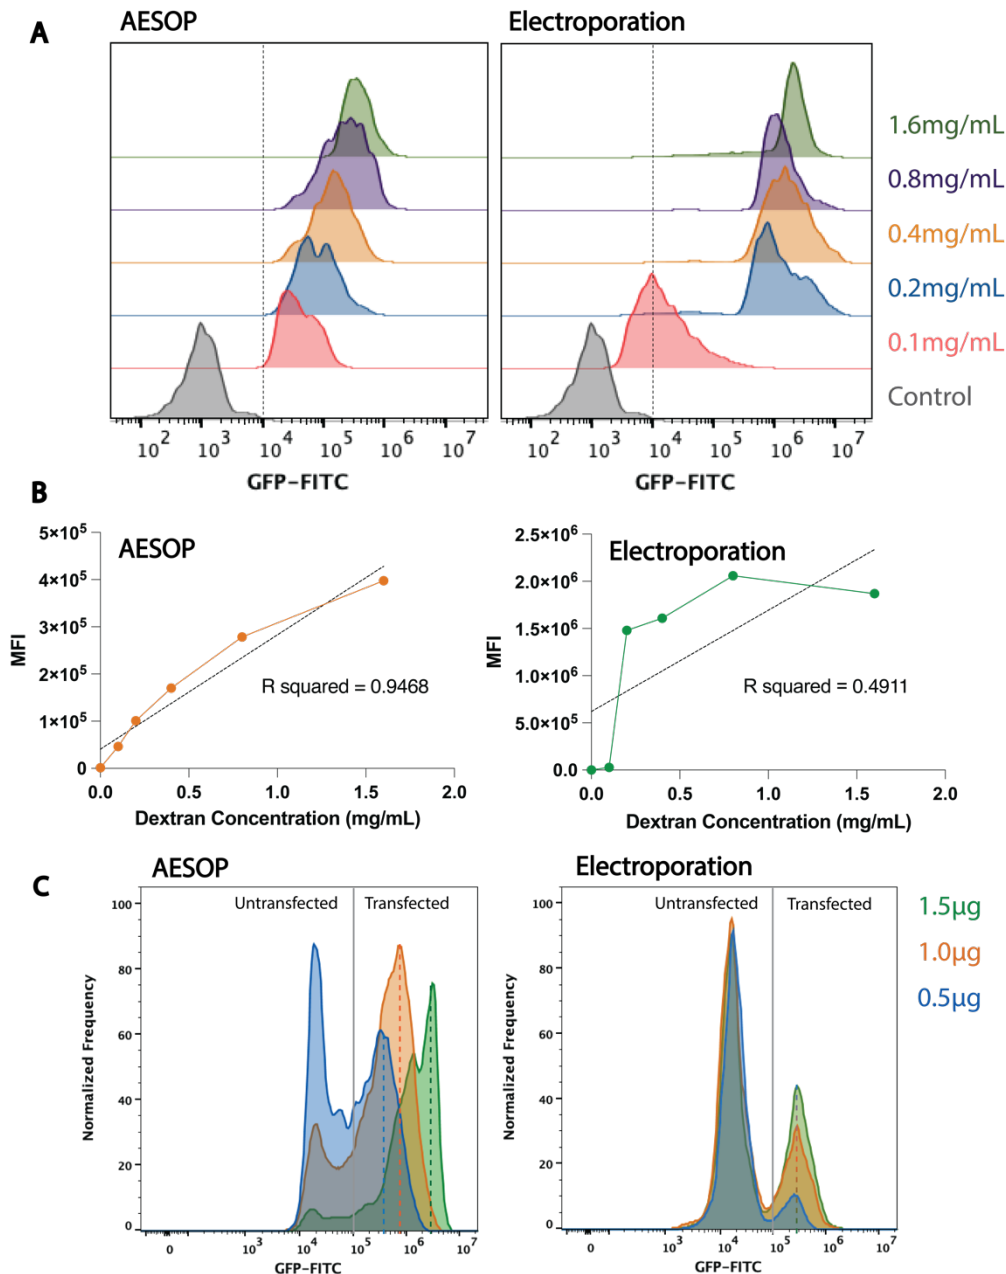 A
AESOP
Electroporation
1.6mg/mL
0.8mg/mL
0.4mg/mL
0.2mg/mL
0.1mg/mL
Control
10² 10³ 10⁴ 10⁵ 10⁶ 10⁷
GFP-FITC
10² 10³ 10⁴ 10⁵ 10⁶ 10⁷
GFP-FITC
B
AESOP
5×10⁵
4×10⁵
3×10⁵
2×10⁵
1×10⁵
0
MFI
R squared = 0.9468
0.0 0.5 1.0 1.5 2.0
Dextran Concentration (mg/mL)
Electroporation
2.5×10⁶
2.0×10⁶
1.5×10⁶
1.0×10⁶
5.0×10⁵
0.0
MFI
R squared = 0.4911
0.0 0.5 1.0 1.5 2.0
Dextran Concentration (mg/mL)
C
AESOP
Untransfected Transfected
100
80
60
40
20
0
Normalized Frequency
0 10³ 10⁴ 10⁵ 10⁶ 10⁷
GFP-FITC
Electroporation
Untransfected Transfected
100
80
60
40
20
0
Normalized Frequency
0 10³ 10⁴ 10⁵ 10⁶ 10⁷
GFP-FITC
1.5µg
1.0µg
0.5µg